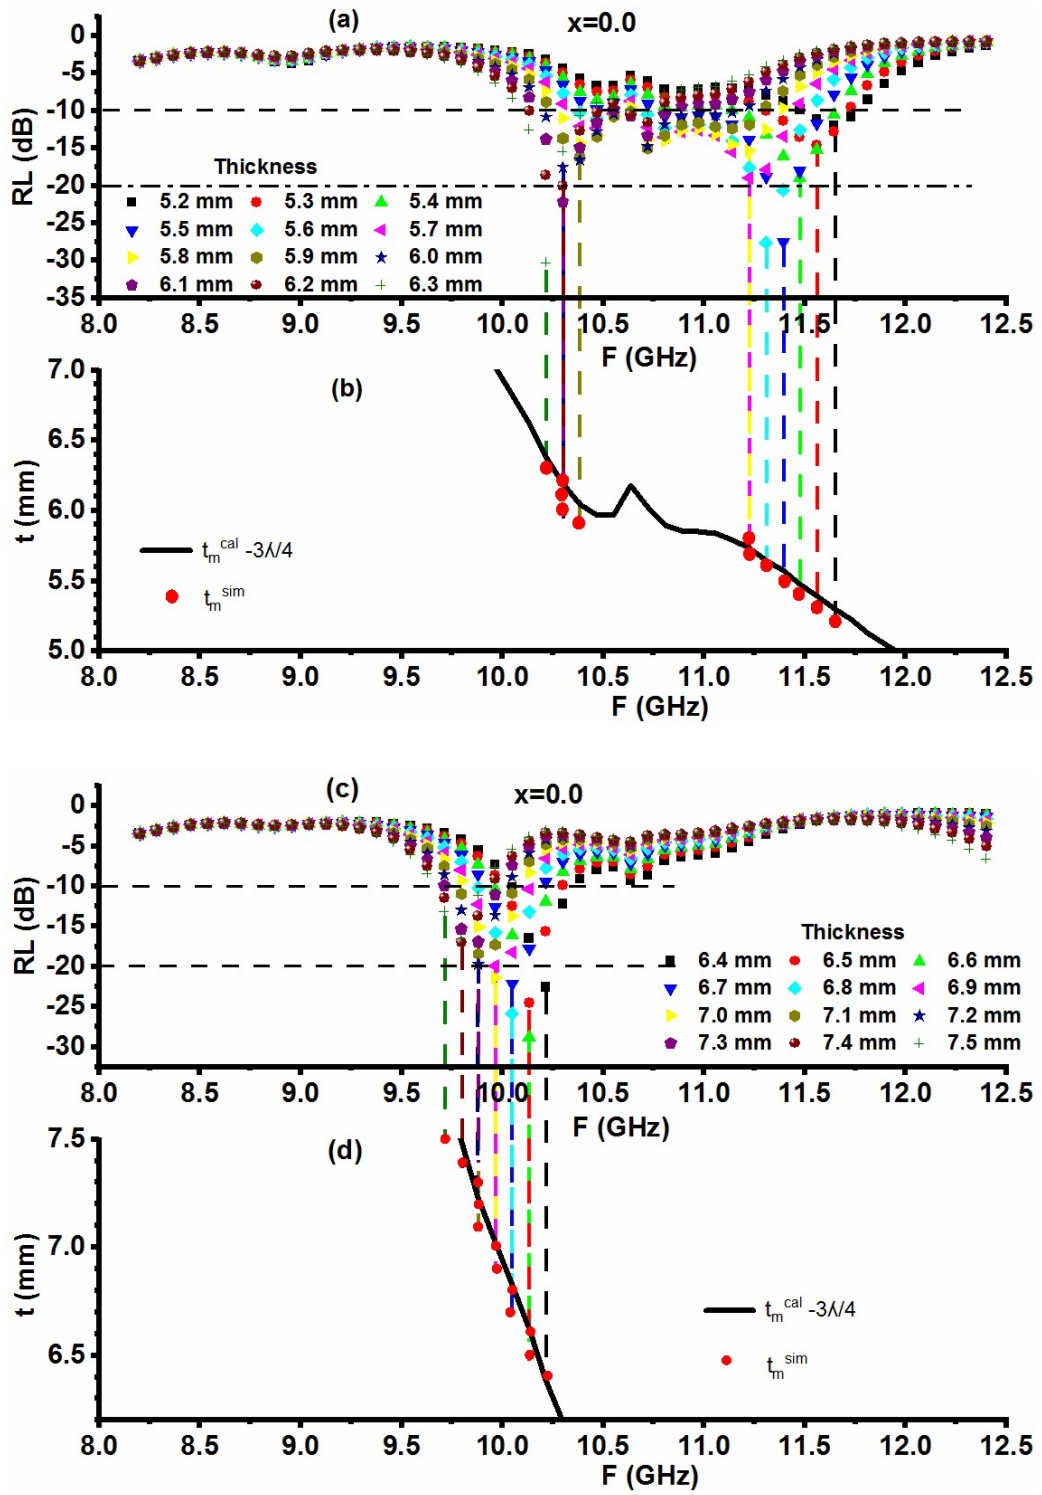 (a)
x=0.0
0
-5
-10
-15
-20
-25
-30
-35
RL (dB)
Thickness
5.2 mm 5.3 mm 5.4 mm
5.5 mm 5.6 mm 5.7 mm
5.8 mm 5.9 mm 6.0 mm
6.1 mm 6.2 mm 6.3 mm
8.0 8.5 9.0 9.5 10.0 10.5 11.0 11.5 12.0 12.5
F (GHz)
(b)
7.0
6.5
6.0
5.5
5.0
t (mm)
t_m^cal -3λ/4
t_m^sim
8.0 8.5 9.0 9.5 10.0 10.5 11.0 11.5 12.0 12.5
F (GHz)
(c)
x=0.0
0
-5
-10
-15
-20
-25
-30
RL (dB)
Thickness
6.4 mm 6.5 mm 6.6 mm
6.7 mm 6.8 mm 6.9 mm
7.0 mm 7.1 mm 7.2 mm
7.3 mm 7.4 mm 7.5 mm
8.0 8.5 9.0 9.5 10.0 10.5 11.0 11.5 12.0 12.5
F (GHz)
(d)
7.5
7.0
6.5
t (mm)
t_m^cal -3λ/4
t_m^sim
8.0 8.5 9.0 9.5 10.0 10.5 11.0 11.5 12.0 12.5
F (GHz)